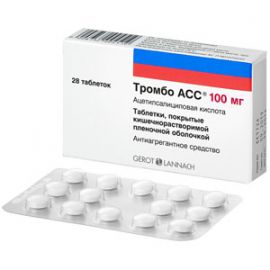 28 таблеток
Тромбо АСС® 100 мг
Ацетилсалициловая кислота
Таблетки, покрытые
кишечнорастворимой
пленочной оболочкой
Антиагрегантное средство
GEROT LANNACH